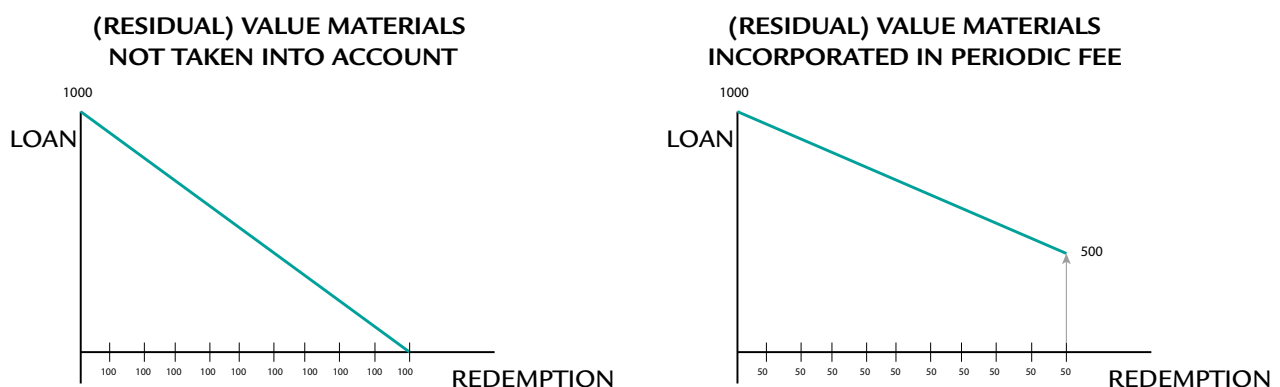 (RESIDUAL) VALUE MATERIALS
NOT TAKEN INTO ACCOUNT
1000
LOAN
100 100 100 100 100 100 100 100 100 100
REDEMPTION
(RESIDUAL) VALUE MATERIALS
INCORPORATED IN PERIODIC FEE
1000
LOAN
500
50 50 50 50 50 50 50 50 50 50
REDEMPTION